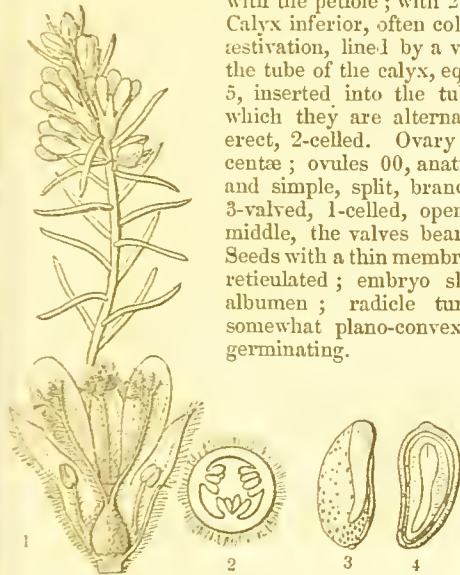 with the petiole ; with 2
Calyx inferior, often col
æstivation, lined by a v
the tube of the calyx, eq
5, inserted into the tu
which they are alterna
erect, 2-celled. Ovary
centæ ; ovules 00, anat
and simple, split, branc
3-valved, 1-celled, open
middle, the valves bear
Seeds with a thin membr
reticulated ; embryo sl
albumen ; radicle tur
somewhat plano-convex
germinating.
1
2
3
4